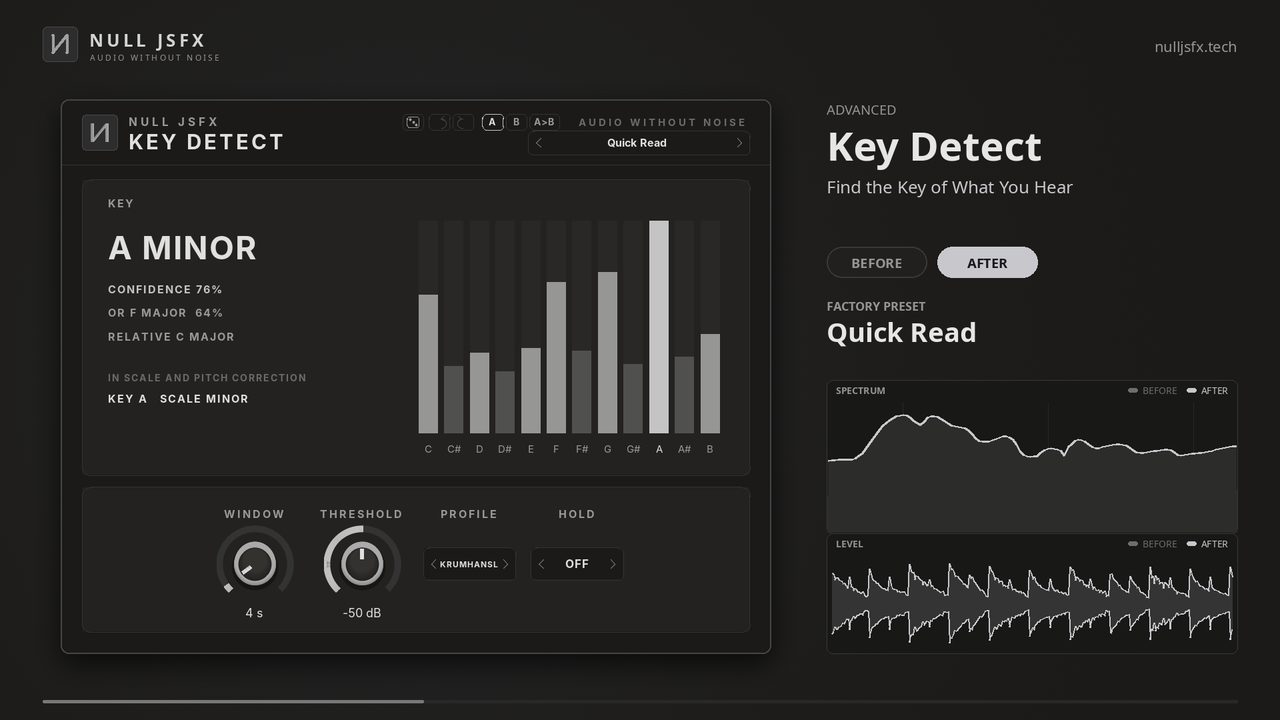 NULL JSFX
AUDIO WITHOUT NOISE
nulljsfx.tech
NULL JSFX
KEY DETECT
A B A>B
AUDIO WITHOUT NOISE
Quick Read
KEY
A MINOR
CONFIDENCE 76%
OR F MAJOR 64%
RELATIVE C MAJOR
IN SCALE AND PITCH CORRECTION
KEY A SCALE MINOR
C C# D D# E F F# G G# A A# B
WINDOW THRESHOLD PROFILE HOLD
KRUMHANSL OFF
4 s -50 dB
ADVANCED
Key Detect
Find the Key of What You Hear
BEFORE AFTER
FACTORY PRESET
Quick Read
SPECTRUM BEFORE AFTER
LEVEL BEFORE AFTER